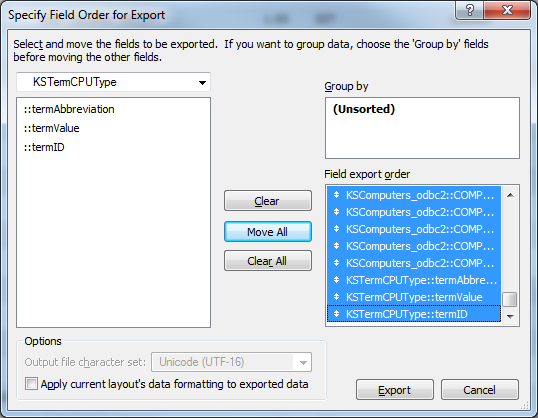 Specify Field Order for Export
Select and move the fields to be exported. If you want to group data, choose the 'Group by' fields
before moving the other fields.
KSTemCPUType
::termAbbreviation
::termValue
::termID
Clear
Move All
Clear All
Group by
(Unsorted)
Field export order
KSComputers_odbc2::COMP...
KSComputers_odbc2::COMP...
KSComputers_odbc2::COMP...
KSComputers_odbc2::COMP...
KSComputers_odbc2::COMP...
KSTermCPUType::termAbbre...
KSTermCPUType::termValue
KSTermCPUType::termID
Options
Output file character set: Unicode (UTF-16)
Apply current layout's data formatting to exported data
Export
Cancel